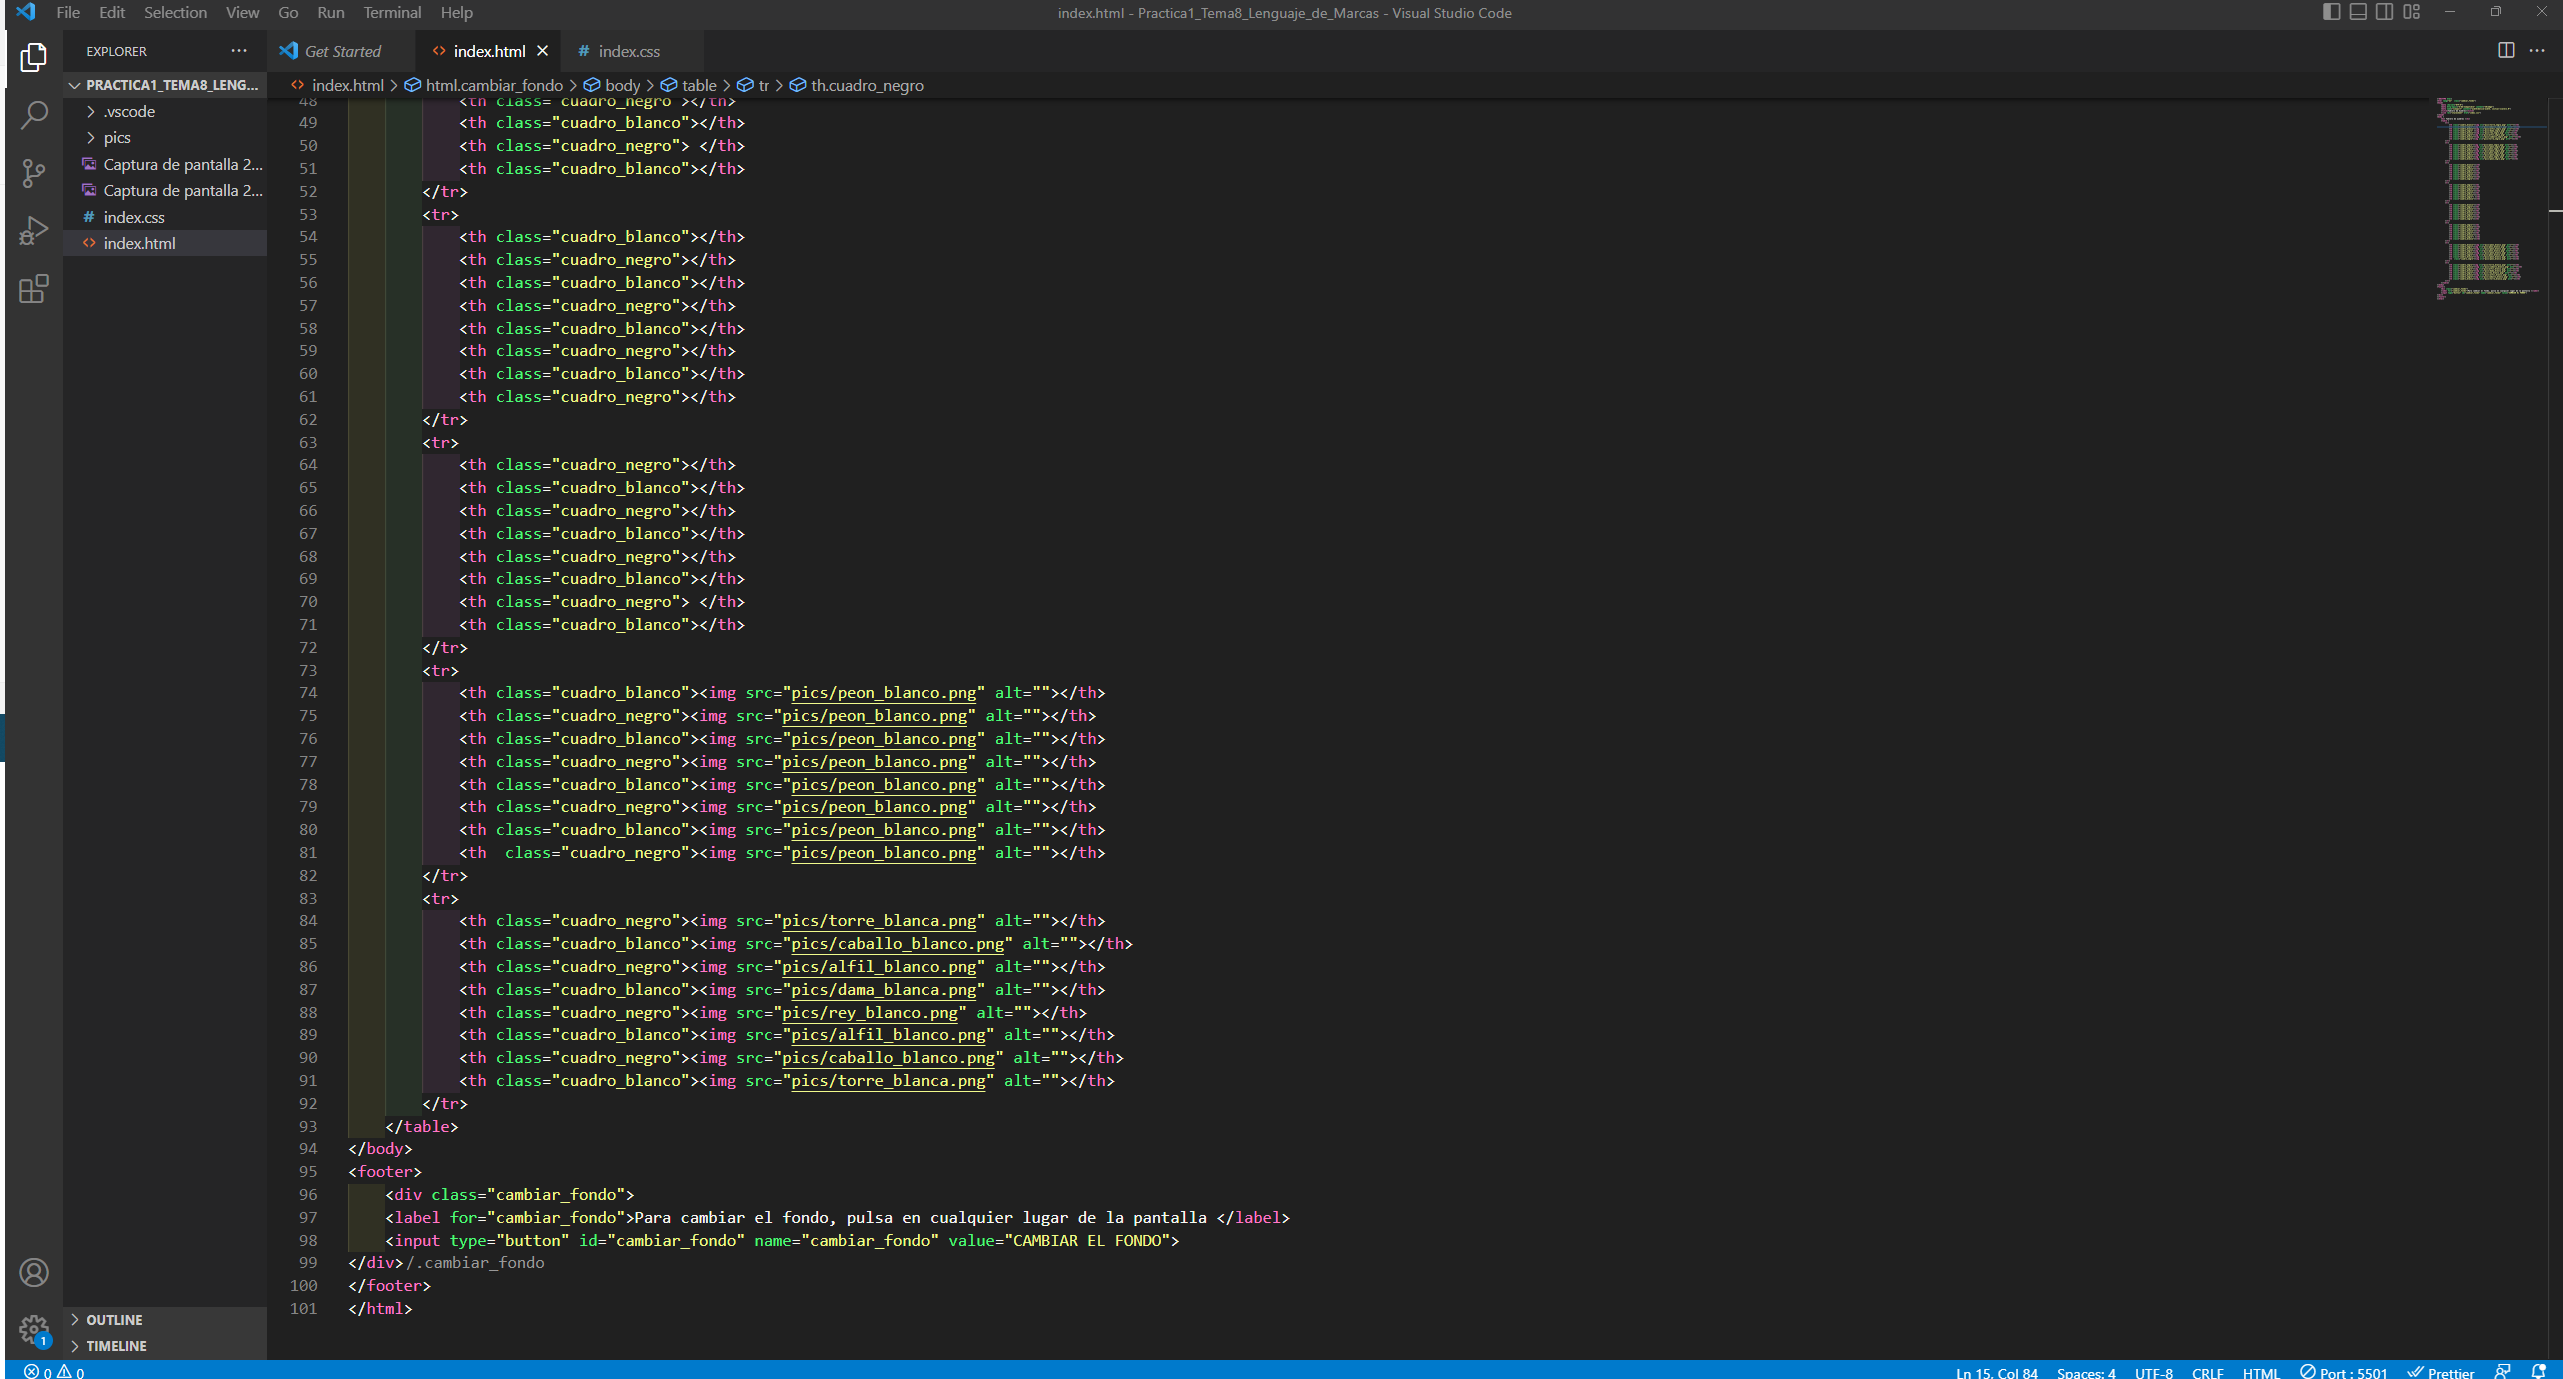 File Edit Selection View Go Run Terminal Help
index.html - Practica1_Tema8_Lenguaje_de_Marcas - Visual Studio Code
EXPLORER
Get Started
index.html
# index.css
PRACTICA1_TEMA8_LENG...
index.html > html.cambiar_fondo > body > table > tr > th.cuadro_negro
.vscode
pics
Captura de pantalla 2...
Captura de pantalla 2...
# index.css
index.html
48 <th class="cuadro_negro"></th>
49 <th class="cuadro_blanco"></th>
50 <th class="cuadro_negro"> </th>
51 <th class="cuadro_blanco"></th>
52 </tr>
53 <tr>
54 <th class="cuadro_blanco"></th>
55 <th class="cuadro_negro"></th>
56 <th class="cuadro_blanco"></th>
57 <th class="cuadro_negro"></th>
58 <th class="cuadro_blanco"></th>
59 <th class="cuadro_negro"></th>
60 <th class="cuadro_blanco"></th>
61 <th class="cuadro_negro"></th>
62 </tr>
63 <tr>
64 <th class="cuadro_negro"></th>
65 <th class="cuadro_blanco"></th>
66 <th class="cuadro_negro"></th>
67 <th class="cuadro_blanco"></th>
68 <th class="cuadro_negro"></th>
69 <th class="cuadro_blanco"></th>
70 <th class="cuadro_negro"> </th>
71 <th class="cuadro_blanco"></th>
72 </tr>
73 <tr>
74 <th class="cuadro_blanco"><img src="pics/peon_blanco.png" alt=""></th>
75 <th class="cuadro_negro"><img src="pics/peon_blanco.png" alt=""></th>
76 <th class="cuadro_blanco"><img src="pics/peon_blanco.png" alt=""></th>
77 <th class="cuadro_negro"><img src="pics/peon_blanco.png" alt=""></th>
78 <th class="cuadro_blanco"><img src="pics/peon_blanco.png" alt=""></th>
79 <th class="cuadro_negro"><img src="pics/peon_blanco.png" alt=""></th>
80 <th class="cuadro_blanco"><img src="pics/peon_blanco.png" alt=""></th>
81 <th  class="cuadro_negro"><img src="pics/peon_blanco.png" alt=""></th>
82 </tr>
83 <tr>
84 <th class="cuadro_negro"><img src="pics/torre_blanca.png" alt=""></th>
85 <th class="cuadro_blanco"><img src="pics/caballo_blanco.png" alt=""></th>
86 <th class="cuadro_negro"><img src="pics/alfil_blanco.png" alt=""></th>
87 <th class="cuadro_blanco"><img src="pics/dama_blanca.png" alt=""></th>
88 <th class="cuadro_negro"><img src="pics/rey_blanco.png" alt=""></th>
89 <th class="cuadro_blanco"><img src="pics/alfil_blanco.png" alt=""></th>
90 <th class="cuadro_negro"><img src="pics/caballo_blanco.png" alt=""></th>
91 <th class="cuadro_blanco"><img src="pics/torre_blanca.png" alt=""></th>
92 </tr>
93 </table>
94 </body>
95 <footer>
96 <div class="cambiar_fondo">
97 <label for="cambiar_fondo">Para cambiar el fondo, pulsa en cualquier lugar de la pantalla </label>
98 <input type="button" id="cambiar_fondo" name="cambiar_fondo" value="CAMBIAR EL FONDO">
99 </div>/.cambiar_fondo
100 </footer>
101 </html>
OUTLINE
TIMELINE
1
0 0
Ln 15, Col 84 Spaces: 4 UTF-8 CRLF HTML Port : 5501 Prettier